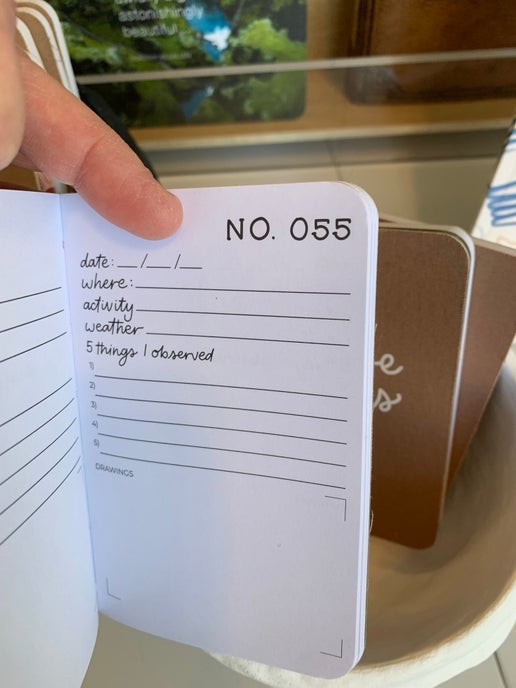 astonishingly
beautiful
NO. 055
date: __/__/__
where:
activity
weather
5 things I observed
1)
2)
3)
4)
5)
DRAWINGS